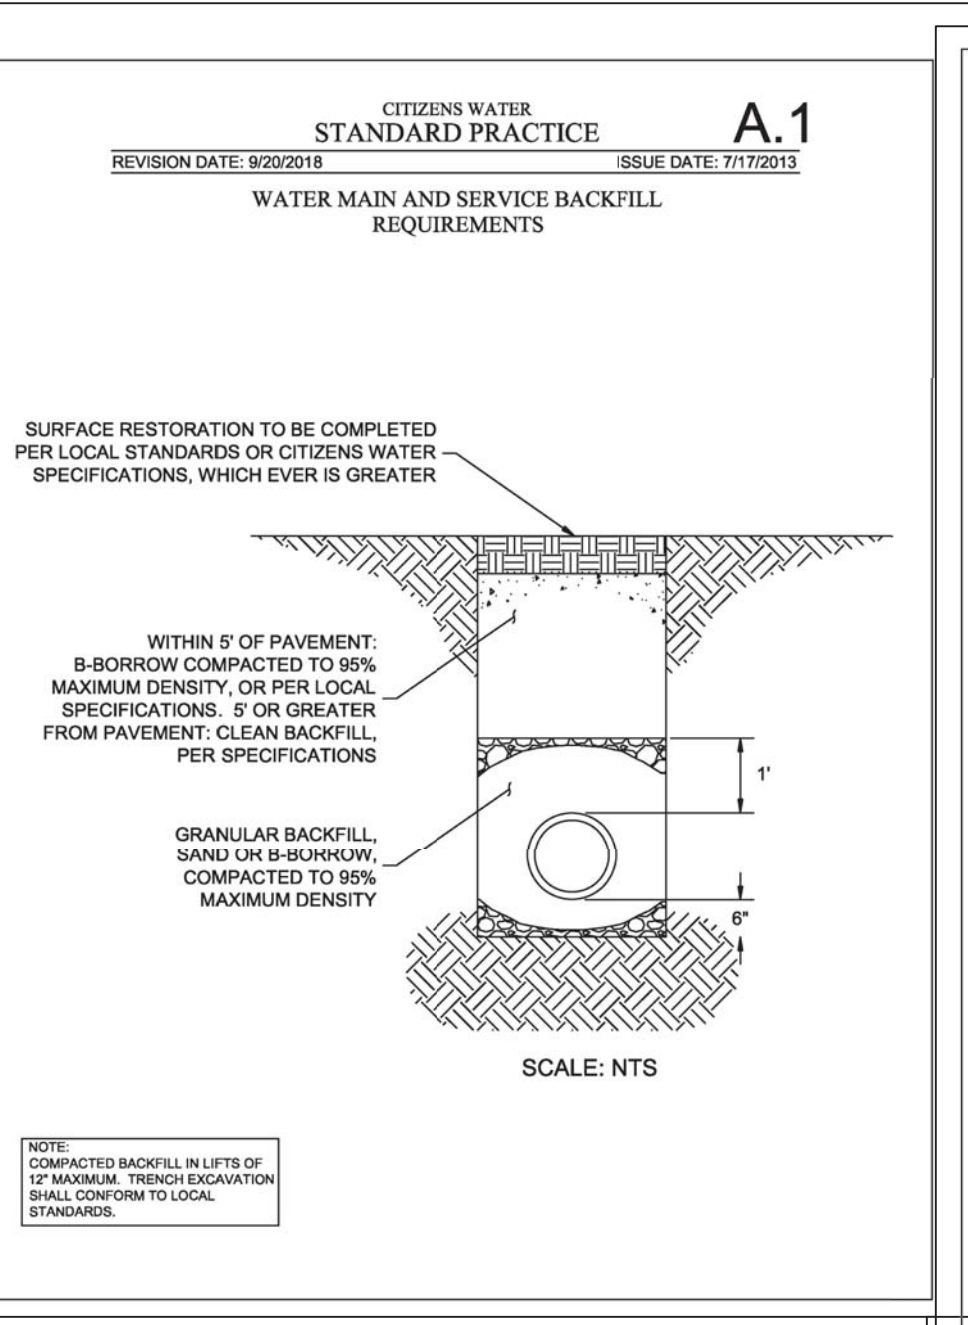 CITIZENS WATER
STANDARD PRACTICE
A.1
REVISION DATE: 9/20/2018
ISSUE DATE: 7/17/2013
WATER MAIN AND SERVICE BACKFILL
REQUIREMENTS
SURFACE RESTORATION TO BE COMPLETED
PER LOCAL STANDARDS OR CITIZENS WATER
SPECIFICATIONS, WHICH EVER IS GREATER
WITHIN 5' OF PAVEMENT:
B-BORROW COMPACTED TO 95%
MAXIMUM DENSITY, OR PER LOCAL
SPECIFICATIONS. 5' OR GREATER
FROM PAVEMENT: CLEAN BACKFILL,
PER SPECIFICATIONS
1'
GRANULAR BACKFILL,
SAND OR B-BORROW,
COMPACTED TO 95%
MAXIMUM DENSITY
6"
SCALE: NTS
NOTE:
COMPACTED BACKFILL IN LIFTS OF
12" MAXIMUM. TRENCH EXCAVATION
SHALL CONFORM TO LOCAL
STANDARDS.